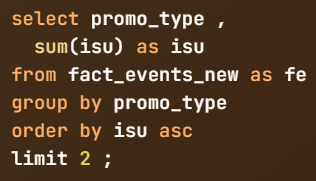 select promo_type ,
  sum(isu) as isu
from fact_events_new as fe
group by promo_type
order by isu asc
limit 2 ;